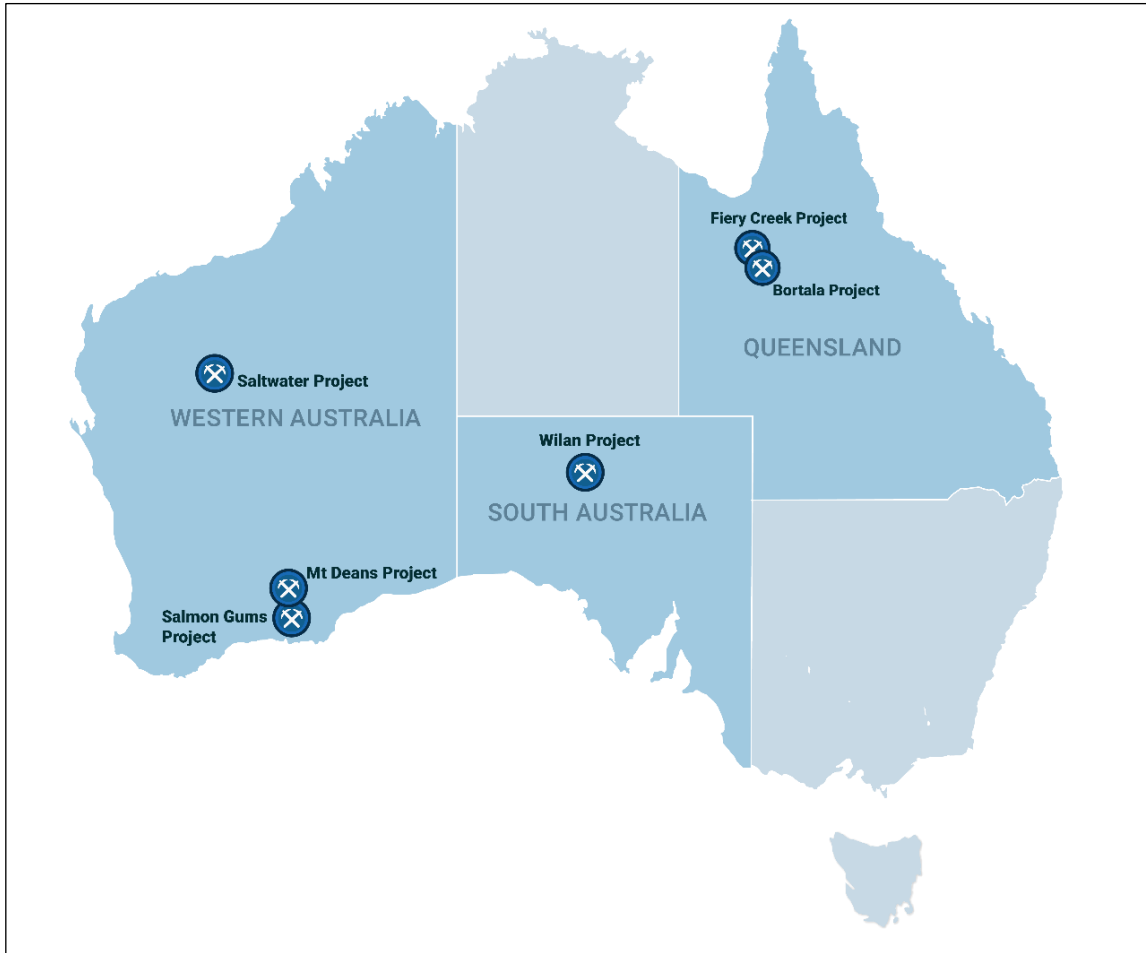 Fiery Creek Project
Bortala Project
QUEENSLAND
Saltwater Project
WESTERN AUSTRALIA
Wilan Project
SOUTH AUSTRALIA
Mt Deans Project
Salmon Gums
Project